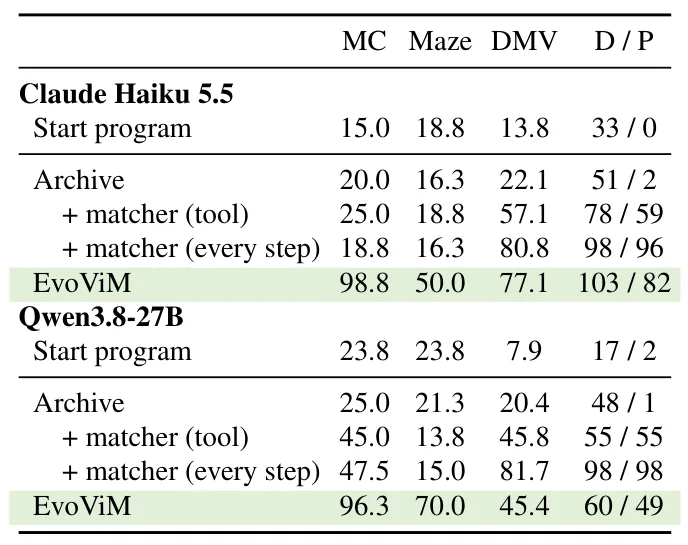 MC Maze DMV D / P
Claude Haiku 5.5
Start program 15.0 18.8 13.8 33 / 0
Archive 20.0 16.3 22.1 51 / 2
+ matcher (tool) 25.0 18.8 57.1 78 / 59
+ matcher (every step) 18.8 16.3 80.8 98 / 96
EvoViM 98.8 50.0 77.1 103 / 82
Qwen3.8-27B
Start program 23.8 23.8 7.9 17 / 2
Archive 25.0 21.3 20.4 48 / 1
+ matcher (tool) 45.0 13.8 45.8 55 / 55
+ matcher (every step) 47.5 15.0 81.7 98 / 98
EvoViM 96.3 70.0 45.4 60 / 49